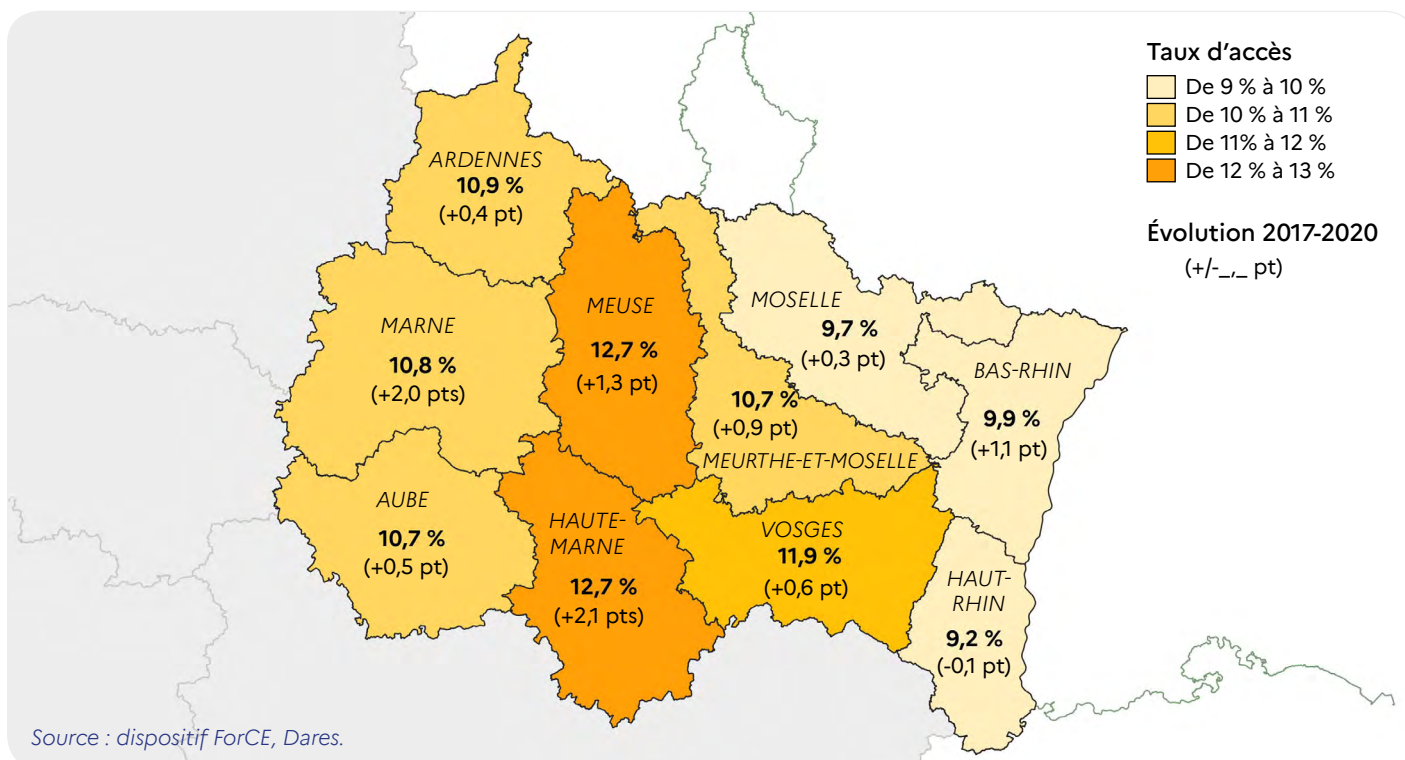 Taux d'accès
De 9 % à 10 %
De 10 % à 11 %
De 11% à 12 %
De 12 % à 13 %
Évolution 2017-2020
(+/-_,_ pt)
ARDENNES
10,9 %
(+0,4 pt)
MARNE
10,8 %
(+2,0 pts)
MEUSE
12,7 %
(+1,3 pt)
MOSELLE
9,7 %
(+0,3 pt)
BAS-RHIN
9,9 %
(+1,1 pt)
10,7 %
(+0,9 pt)
MEURTHE-ET-MOSELLE
AUBE
10,7 %
(+0,5 pt)
HAUTE-
MARNE
12,7 %
(+2,1 pts)
VOSGES
11,9 %
(+0,6 pt)
HAUT-
RHIN
9,2 %
(-0,1 pt)
Source : dispositif ForCE, Dares.